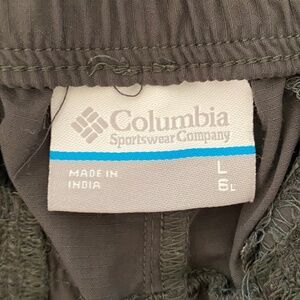 Columbia
Sportswear Company
MADE IN
INDIA
L
6L